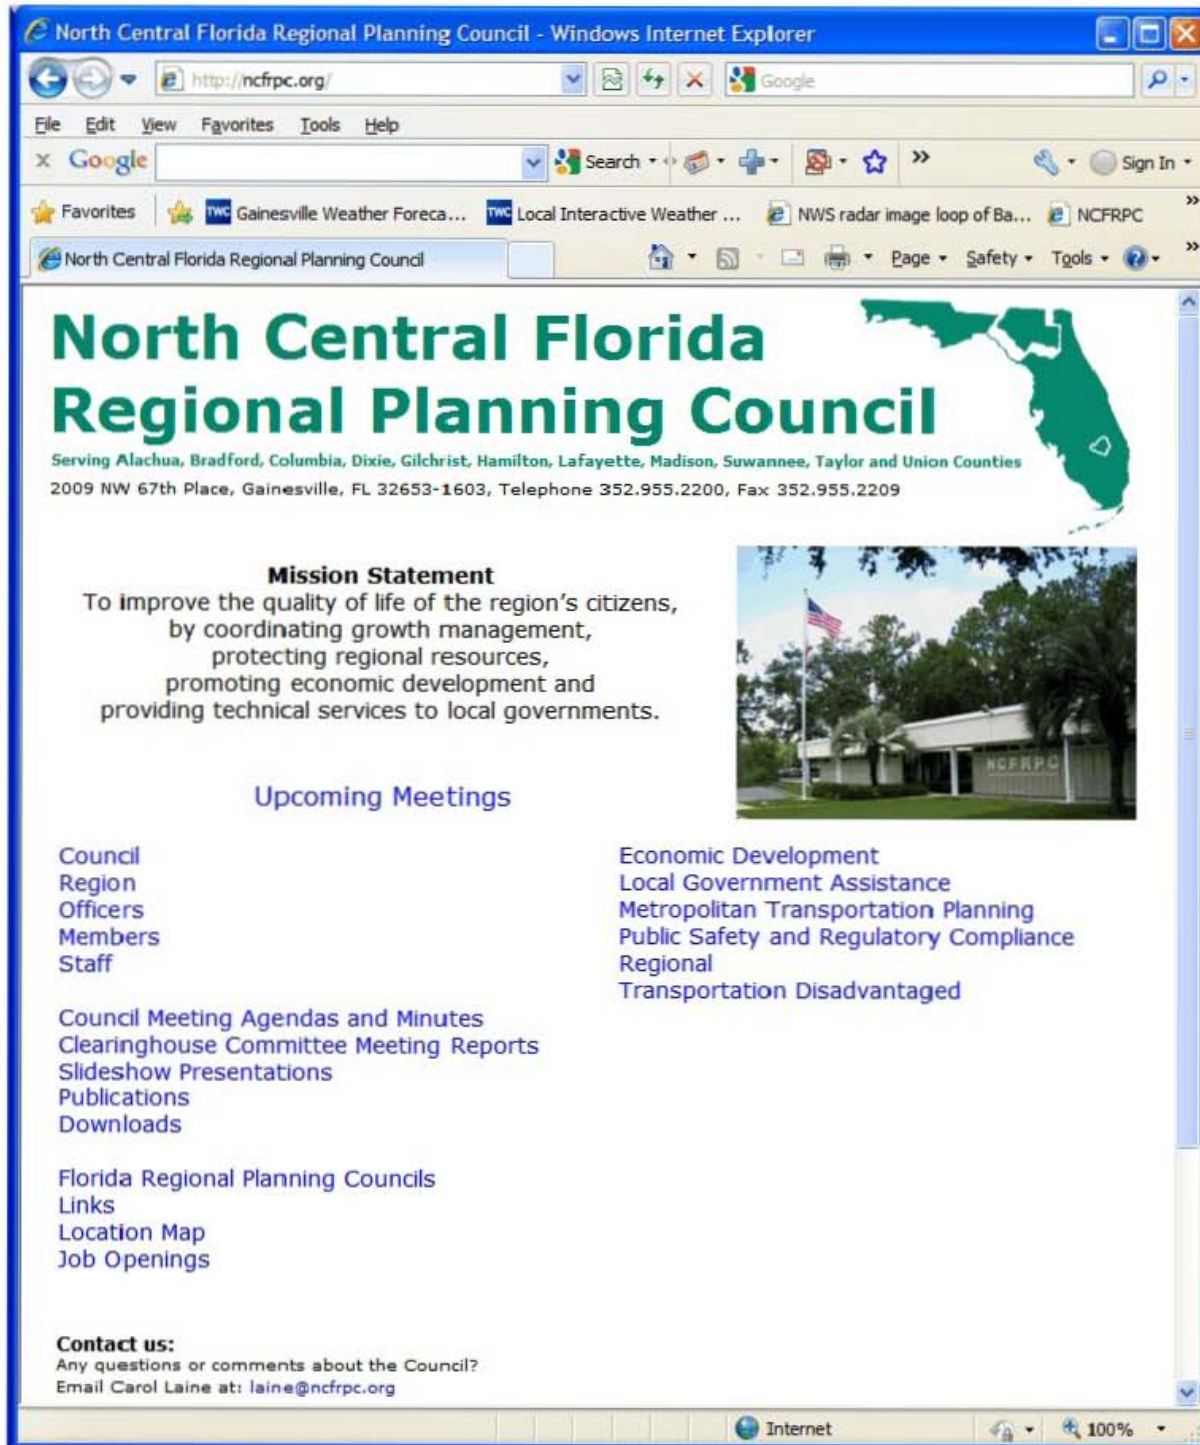 North Central Florida Regional Planning Council - Windows Internet Explorer
http://ncfrpc.org/
Google
File Edit View Favorites Tools Help
x Google Search Sign In
Favorites TWC Gainesville Weather Foreca... TWC Local Interactive Weather ... NWS radar image loop of Ba... NCFRPC
North Central Florida Regional Planning Council Page Safety Tools
North Central Florida
Regional Planning Council
Serving Alachua, Bradford, Columbia, Dixie, Gilchrist, Hamilton, Lafayette, Madison, Suwannee, Taylor and Union Counties
2009 NW 67th Place, Gainesville, FL 32653-1603, Telephone 352.955.2200, Fax 352.955.2209
Mission Statement
To improve the quality of life of the region's citizens,
by coordinating growth management,
protecting regional resources,
promoting economic development and
providing technical services to local governments.
NCFRPC
Upcoming Meetings
Council
Region
Officers
Members
Staff
Council Meeting Agendas and Minutes
Clearinghouse Committee Meeting Reports
Slideshow Presentations
Publications
Downloads
Florida Regional Planning Councils
Links
Location Map
Job Openings
Economic Development
Local Government Assistance
Metropolitan Transportation Planning
Public Safety and Regulatory Compliance
Regional
Transportation Disadvantaged
Contact us:
Any questions or comments about the Council?
Email Carol Laine at: laine@ncfrpc.org
Internet 100%